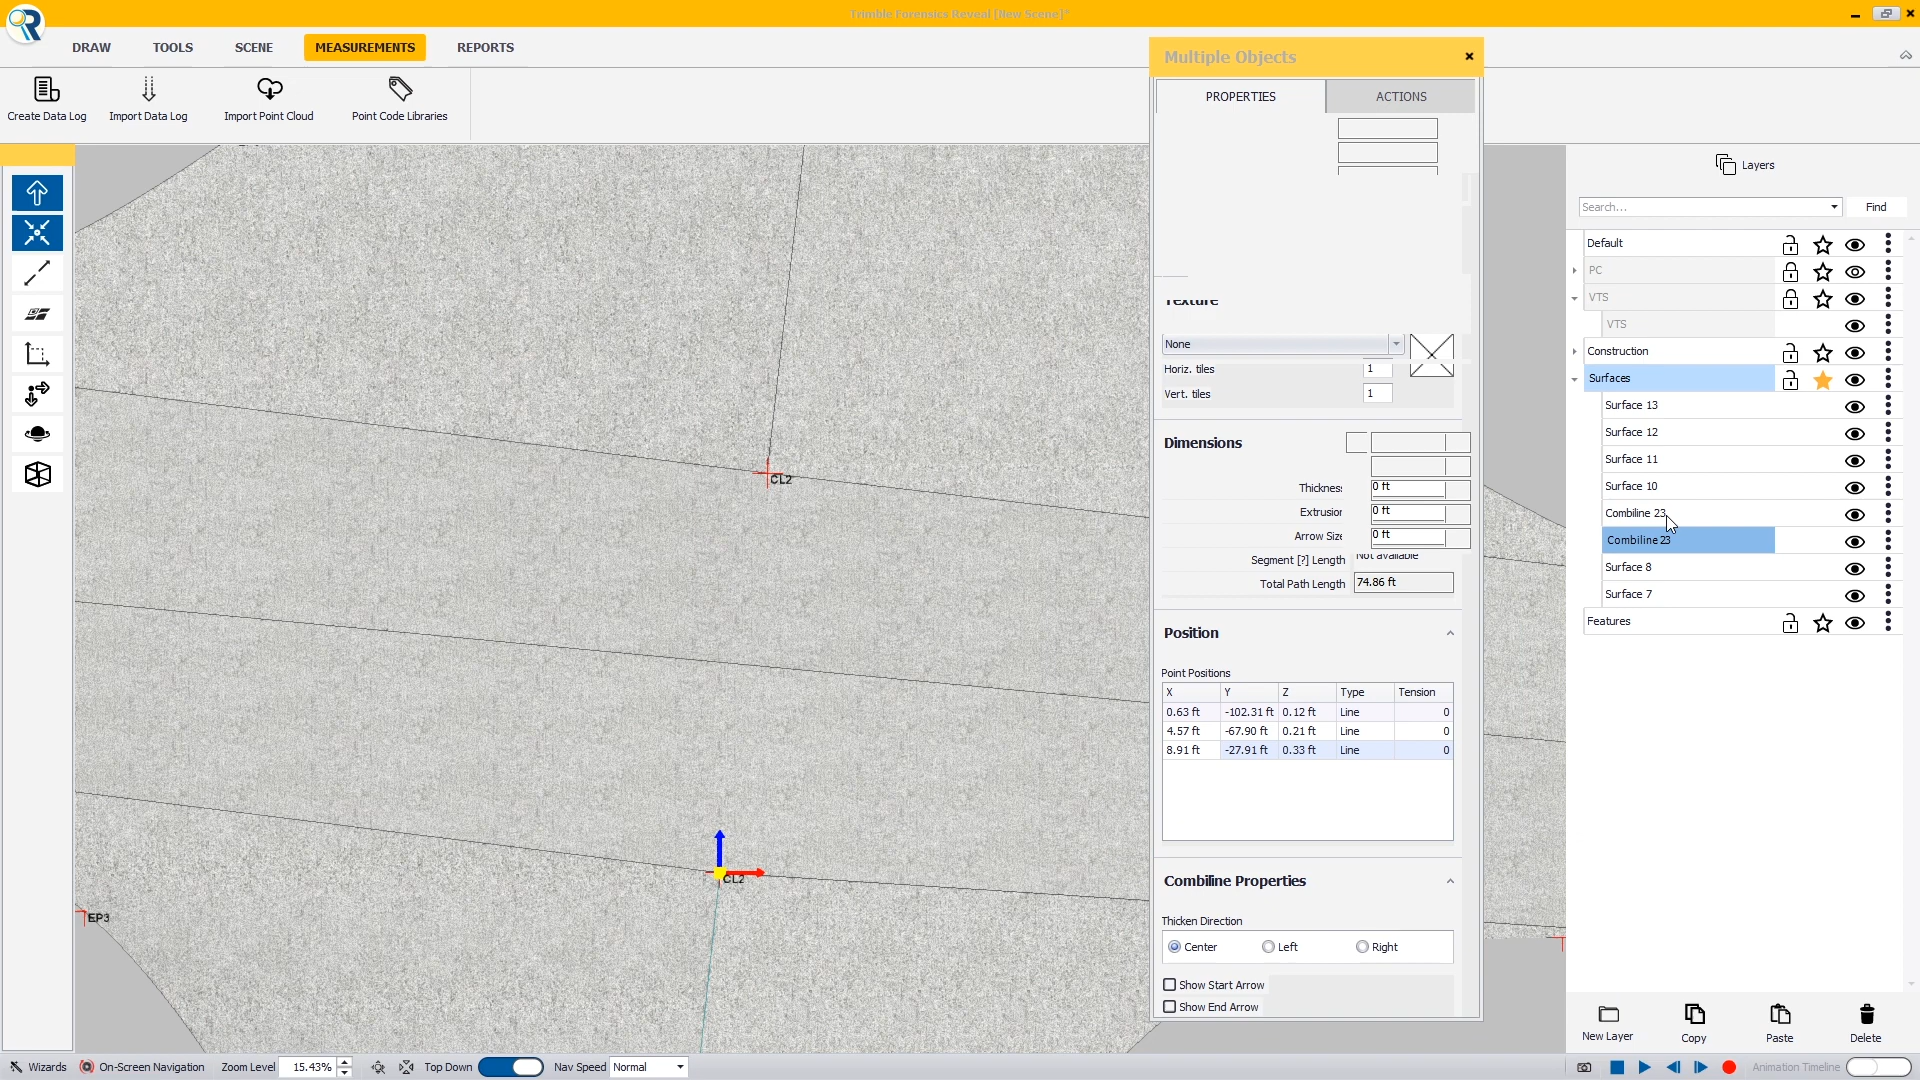 Trimble Forensics Reveal [New Scene]*
DRAW
TOOLS
SCENE
MEASUREMENTS
REPORTS
Create Data Log
Import Data Log
Import Point Cloud
Point Code Libraries
Multiple Objects
PROPERTIES
ACTIONS
Texture
None
Horiz. tiles
1
Vert. tiles
1
Dimensions
Thickness
0 ft
Extrusion
0 ft
Arrow Size
0 ft
Segment [?] Length
Not available
Total Path Length
74.86 ft
Position
Point Positions
X Y Z Type Tension
0.63 ft -102.31 ft 0.12 ft Line 0
4.57 ft -67.90 ft 0.21 ft Line 0
8.91 ft -27.91 ft 0.33 ft Line 0
Combiline Properties
Thicken Direction
Center Left Right
Show Start Arrow
Show End Arrow
CL2
CL2
EP3
Layers
Search...
Find
Default
PC
VTS
VTS
Construction
Surfaces
Surface 13
Surface 12
Surface 11
Surface 10
Combiline 23
Combiline 23
Surface 8
Surface 7
Features
New Layer
Copy
Paste
Delete
Wizards
On-Screen Navigation
Zoom Level
15.43%
Top Down
Nav Speed
Normal
Animation Timeline